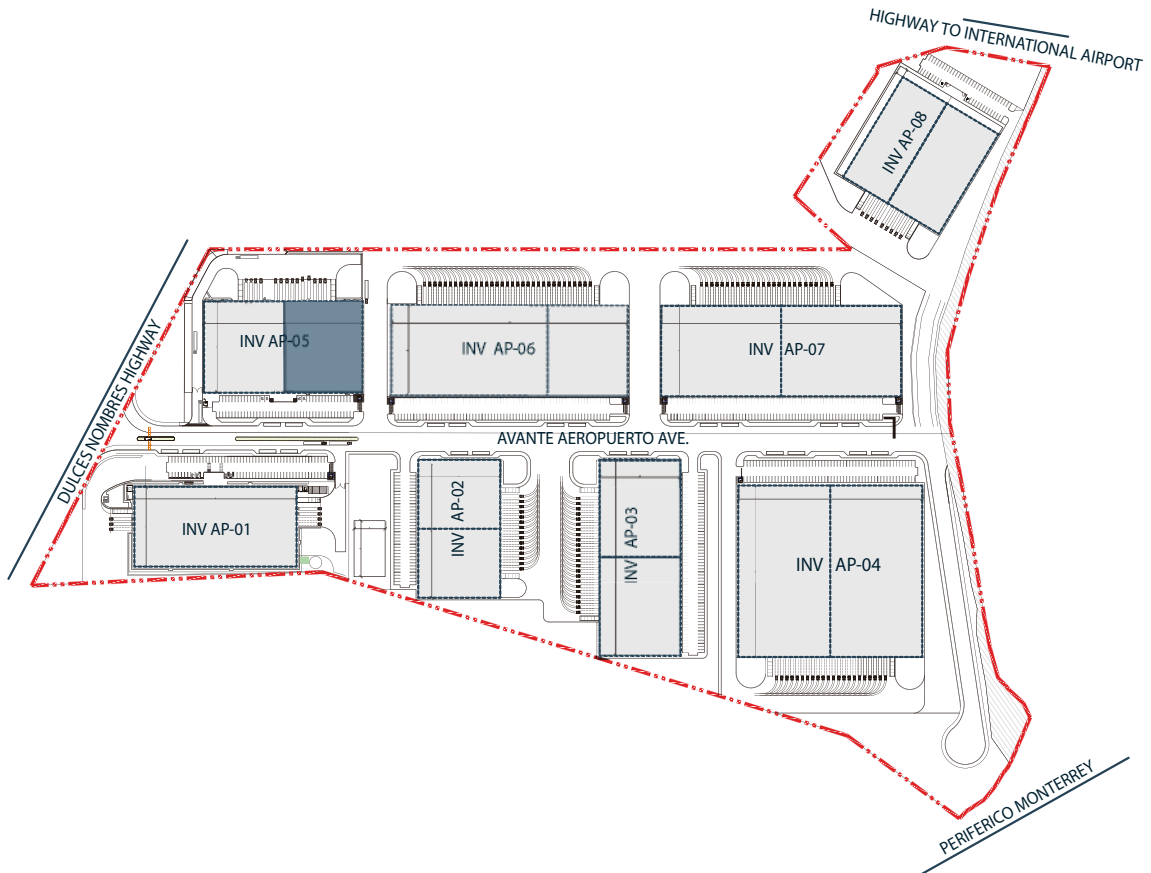 HIGHWAY TO INTERNATIONAL AIRPORT
INV AP-08
DULCES NOMBRES HIGHWAY
INV AP-05
INV AP-06
INV AP-07
AVANTE AEROPUERTO AVE.
INV AP-01
INV AP-02
INV AP-03
INV AP-04
PERIFERICO MONTERREY